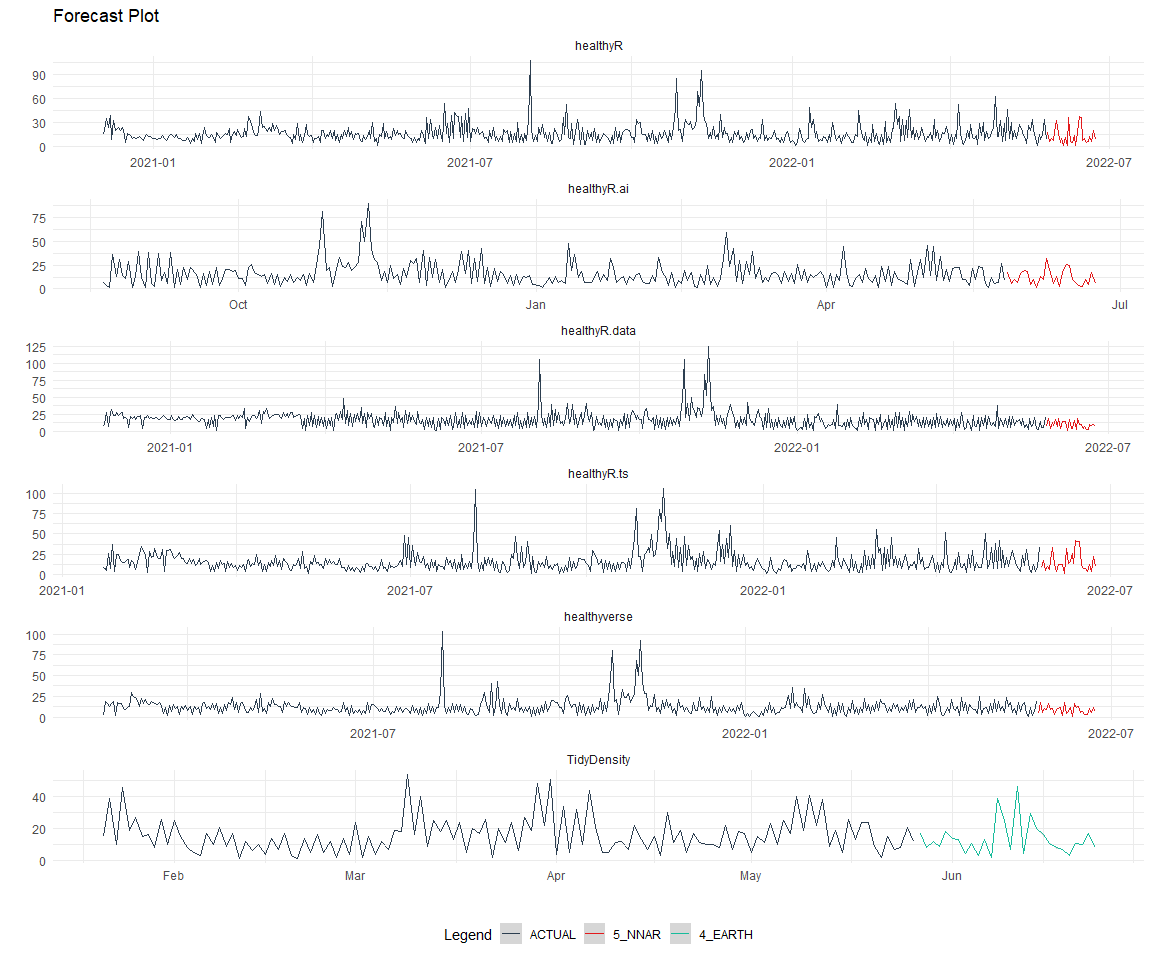 Forecast Plot
healthyR
90
60
30
0
2021-01 2021-07 2022-01 2022-07
healthyR.ai
75
50
25
0
Oct Jan Apr Jul
healthyR.data
125
100
75
50
25
0
2021-01 2021-07 2022-01 2022-07
healthyR.ts
100
75
50
25
0
2021-01 2021-07 2022-01 2022-07
healthyverse
100
75
50
25
0
2021-07 2022-01 2022-07
TidyDensity
40
20
0
Feb Mar Apr May Jun
Legend ACTUAL 5_NNAR 4_EARTH